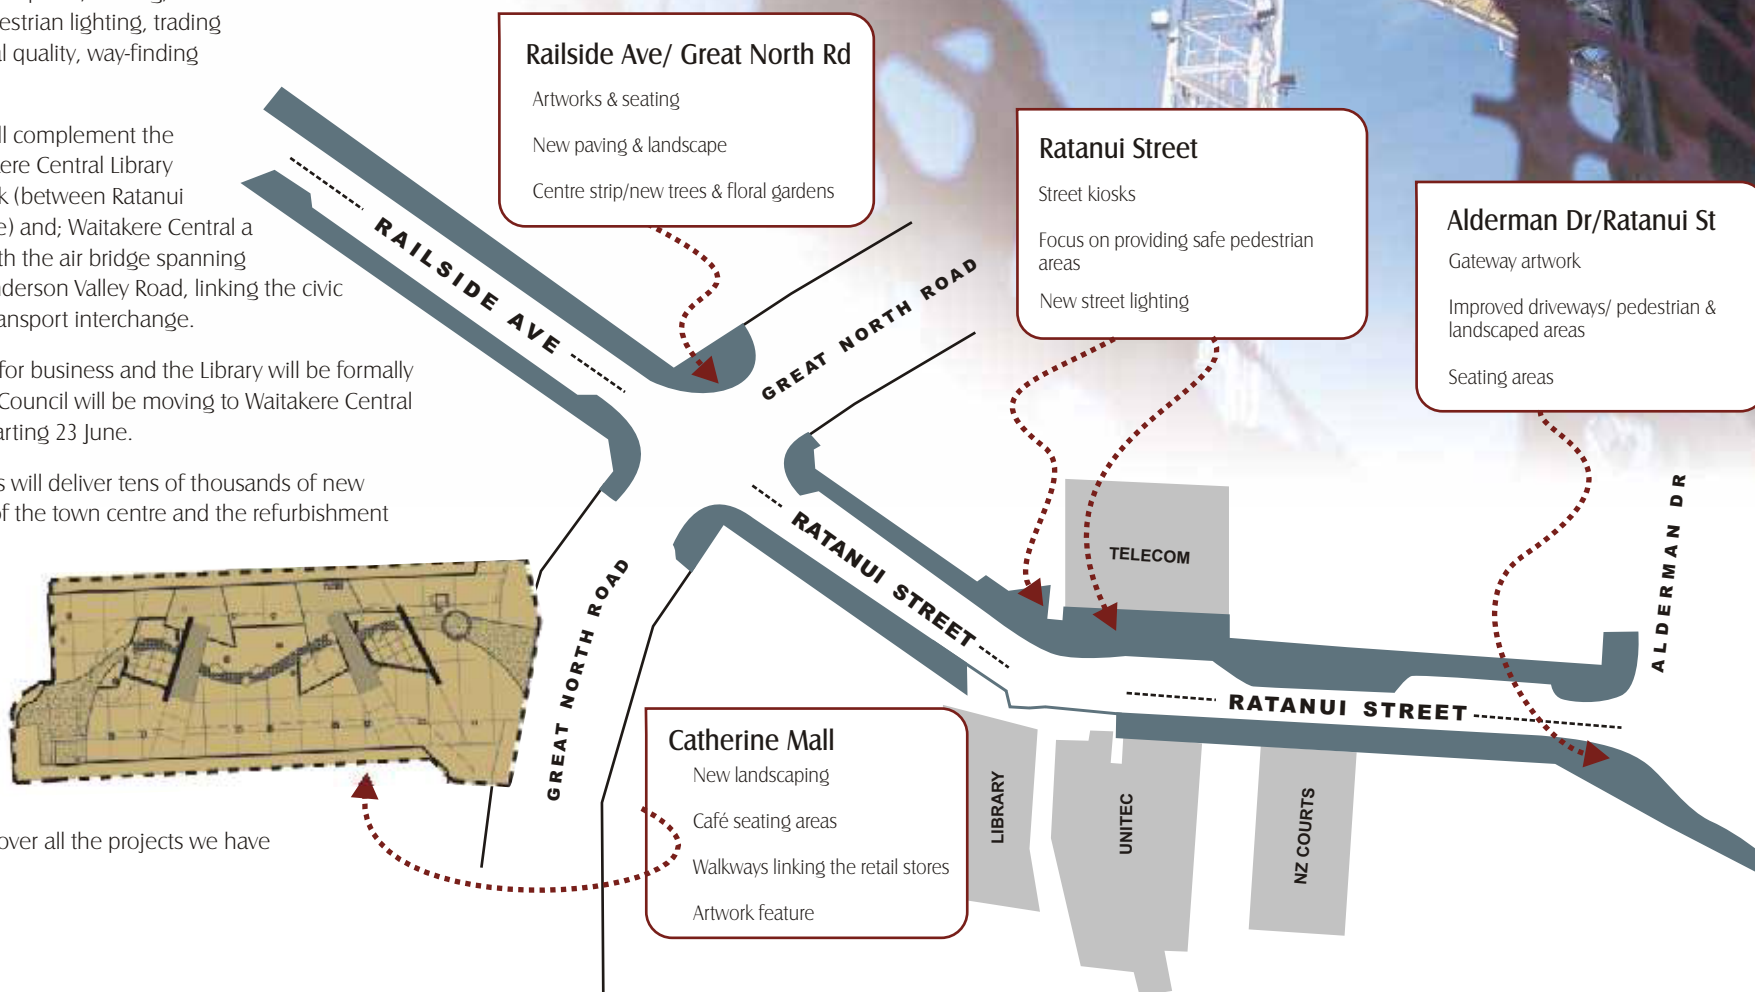 estrian lighting, trading
al quality, way-finding
ll complement the
kere Central Library
k (between Ratanui
e) and; Waitakere Central a
th the air bridge spanning
nderson Valley Road, linking the civic
ansport interchange.
for business and the Library will be formally
Council will be moving to Waitakere Central
arting 23 June.
s will deliver tens of thousands of new
of the town centre and the refurbishment
over all the projects we have
Railside Ave/ Great North Rd
Artworks & seating
New paving & landscape
Centre strip/new trees & floral gardens
Ratanui Street
Street kiosks
Focus on providing safe pedestrian
areas
New street lighting
Alderman Dr/Ratanui St
Gateway artwork
Improved driveways/ pedestrian &
landscaped areas
Seating areas
RAILSIDE AVE
GREAT NORTH ROAD
RATANUI STREET
TELECOM
ALDERMAN DR
RATANUI STREET
GREAT NORTH ROAD
Catherine Mall
New landscaping
Café seating areas
Walkways linking the retail stores
Artwork feature
LIBRARY
UNITEC
NZ COURTS